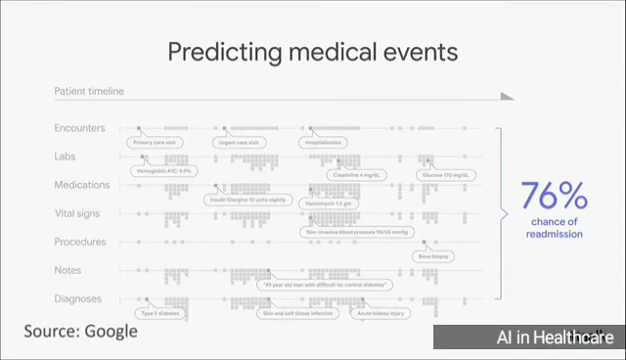 Predicting medical events
Patient timeline
Encounters
Primary care visit
Urgent care visit
Hospitalization
Labs
Hemoglobin A1C: 9.0%
Creatinine 4 mg/dL
Glucose 170 mg/dL
Medications
Insulin Glargine 10 units nightly
Vancomycin 1.5 gm
Vital signs
Non-invasive blood pressure 90/65 mmHg
Procedures
Bone biopsy
Notes
year old man with difficult-to-control diabetes"
Diagnoses
Type II diabetes
Skin and soft tissue infection
Acute kidney injury
76%
chance of
readmission
Source: Google
AI in Healthcare